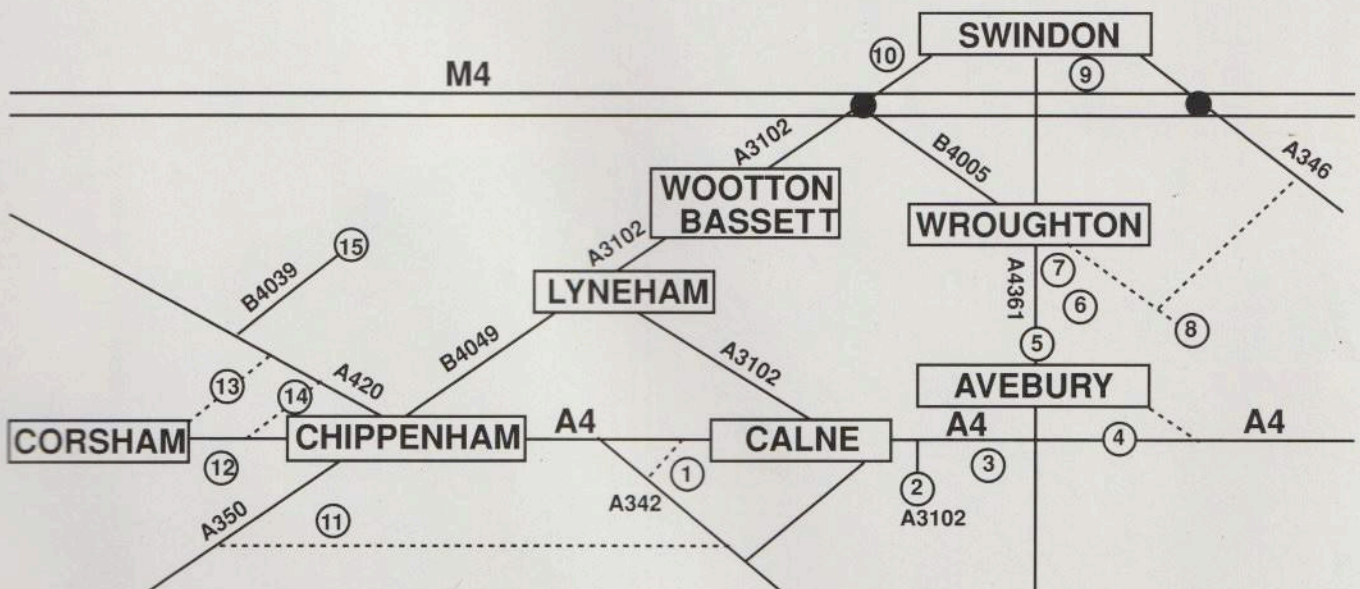 SWINDON
10
9
M4
A3102
B4005
A346
WOOTTON
BASSETT
WROUGHTON
15
A3102
B4039
7
A4361
LYNEHAM
6
8
B4049
5
A3102
13
A420
14
AVEBURY
A4
A4
A4
CORSHAM
CHIPPENHAM
CALNE
4
12
1
3
2
A342
A3102
A350
11